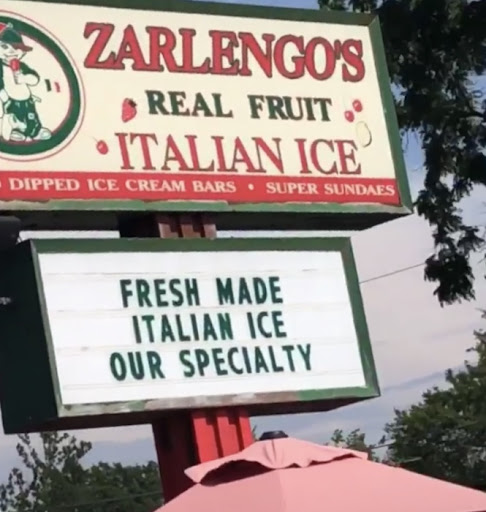 ZARLENGO'S
REAL FRUIT
ITALIAN ICE
DIPPED ICE CREAM BARS • SUPER SUNDAES
FRESH MADE
ITALIAN ICE
OUR SPECIALTY